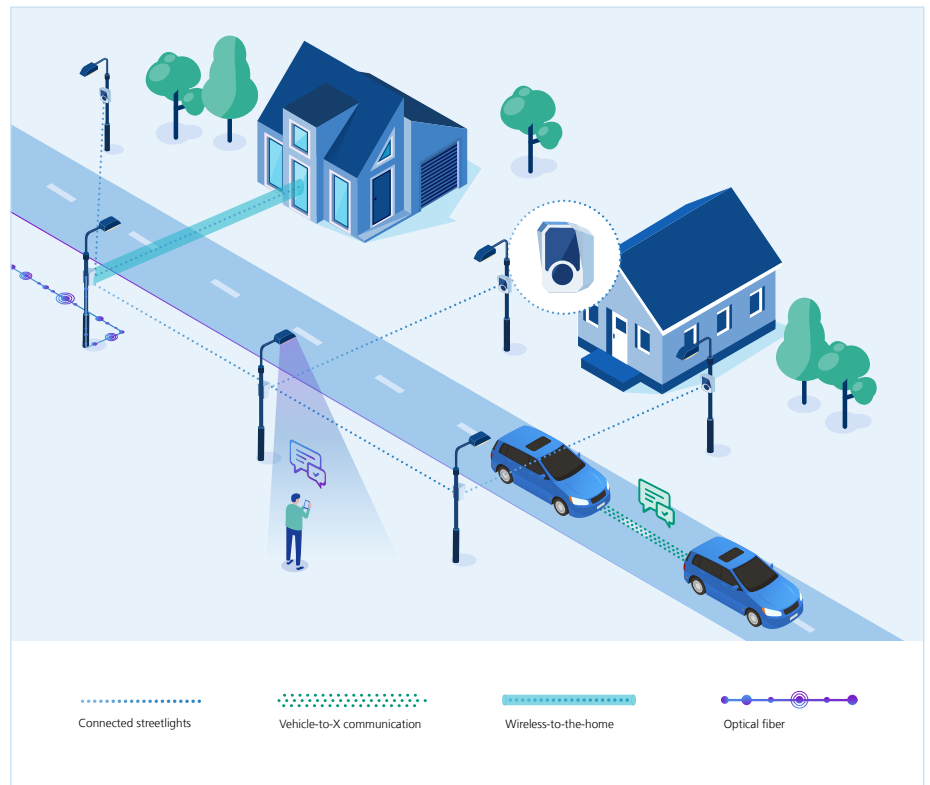 Connected streetlights
Vehicle-to-X communication
Wireless-to-the-home
Optical fiber